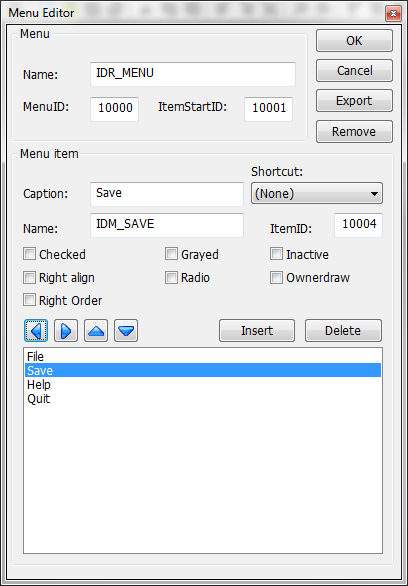 Menu Editor
Menu
OK
Name: IDR_MENU
Cancel
MenuID: 10000 ItemStartID: 10001
Export
Remove
Menu item
Shortcut:
Caption: Save (None)
Name: IDM_SAVE ItemID: 10004
Checked Grayed Inactive
Right align Radio Ownerdraw
Right Order
Insert Delete
File
Save
Help
Quit